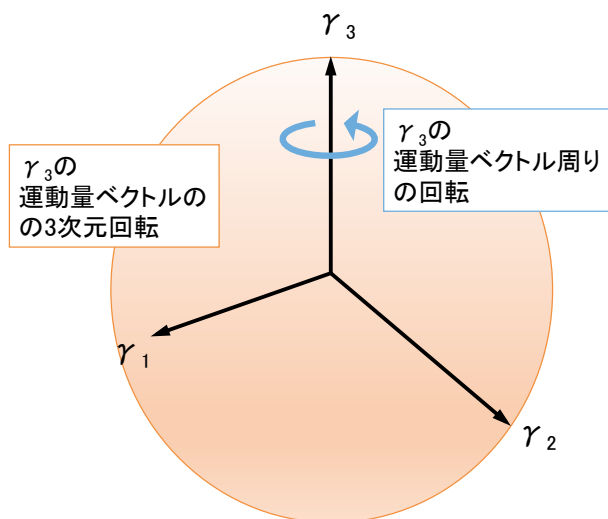 γ3
γ3の
運動量ベクトル周り
の回転
γ3の
運動量ベクトルの
の3次元回転
γ1
γ2